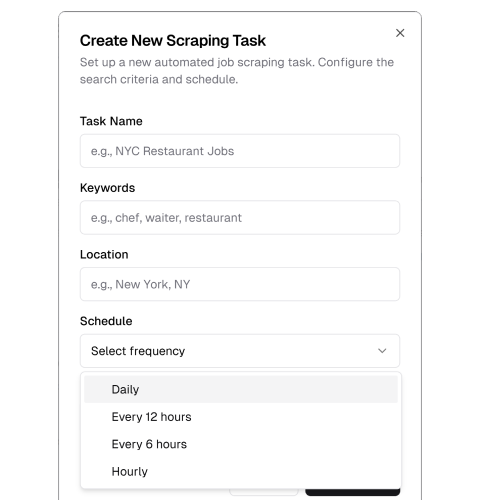 Create New Scraping Task
Set up a new automated job scraping task. Configure the
search criteria and schedule.
Task Name
e.g., NYC Restaurant Jobs
Keywords
e.g., chef, waiter, restaurant
Location
e.g., New York, NY
Schedule
Select frequency
Daily
Every 12 hours
Every 6 hours
Hourly